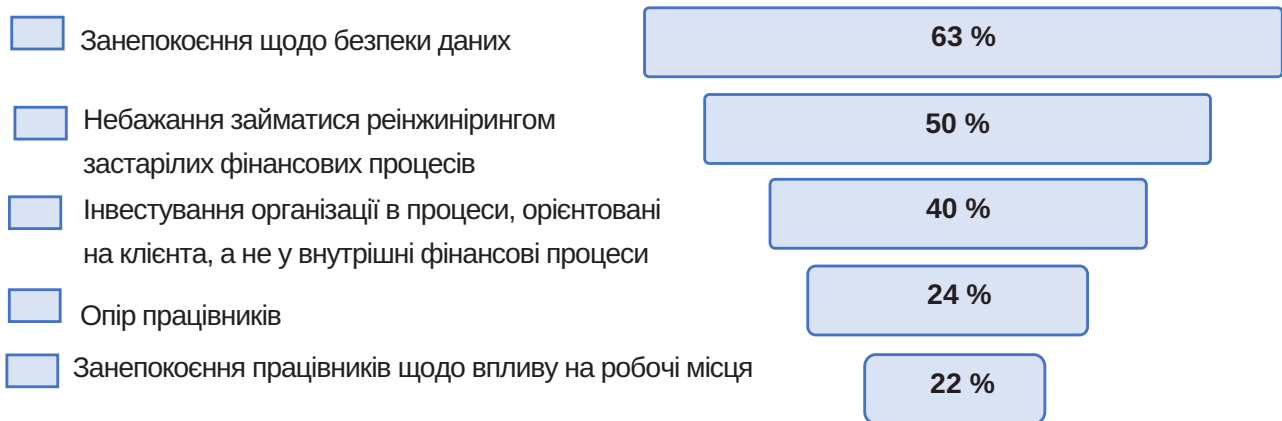 Занепокоєння щодо безпеки даних
63 %
Небажання займатися реінжинірингом
застарілих фінансових процесів
50 %
Інвестування організації в процеси, орієнтовані
на клієнта, а не у внутрішні фінансові процеси
40 %
Опір працівників
24 %
Занепокоєння працівників щодо впливу на робочі місця
22 %